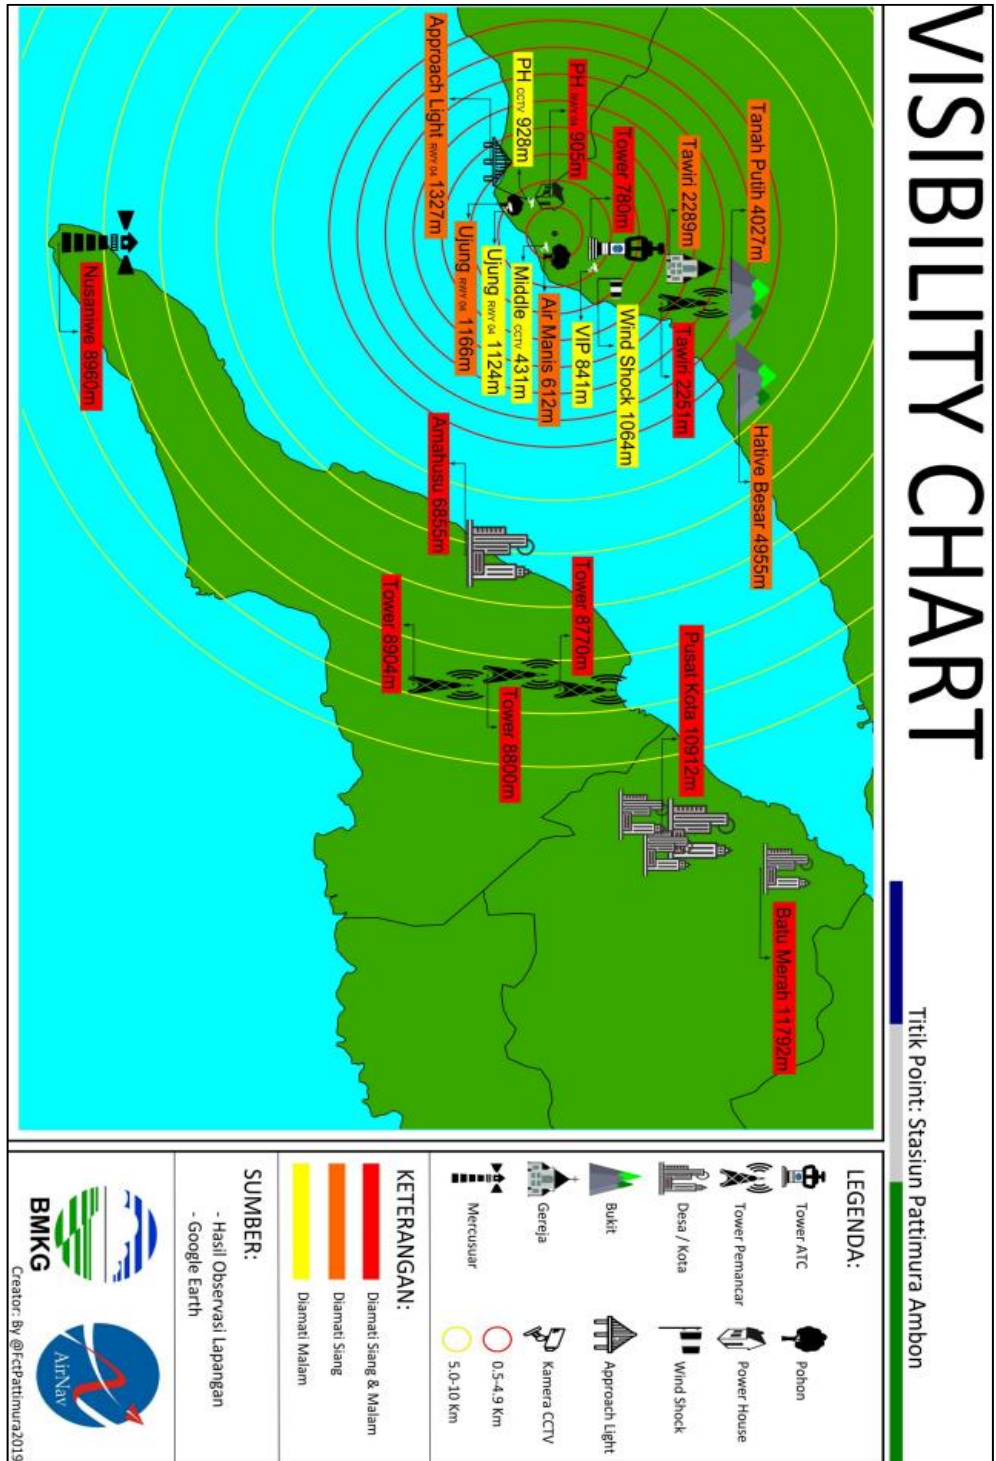 VISIBILITY CHART
Titik Point: Stasiun Pattimura Ambon
Tanah Putih 4027m
Hative Besar 4955m
Tawiri 2289m
Tawiri 2251m
Tower 780m
Wind Shock 1064m
PH RWY 04 905m
VIP 841m
PH CCTV 928m
Air Manis 612m
Middle CCTV 431m
Ujung RWY 04 1124m
Ujung RWY 04 1166m
Approach Light RWY 04 1327m
Pusat Kota 10912m
Batu Merah 11792m
Tower 8770m
Tower 8800m
Tower 8904m
Amahusu 6855m
Nusaniwe 8960m
LEGENDA:
Tower ATC
Pohon
Tower Pemancar
Power House
Desa / Kota
Wind Shock
Bukit
Approach Light
Gereja
Kamera CCTV
Mercusuar
0.5-4.9 Km
5.0-10 Km
KETERANGAN:
Diamati Siang & Malam
Diamati Siang
Diamati Malam
SUMBER:
- Hasil Observasi Lapangan
- Google Earth
BMKG
AirNav
Creator: By @FctPattimura2019